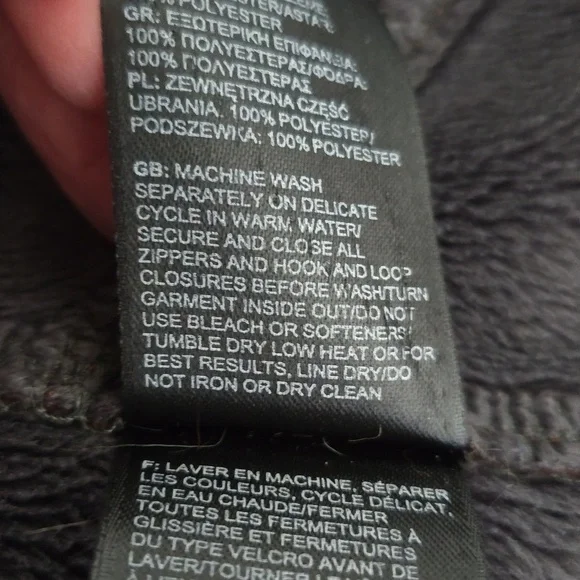 POLYESTER
GR: ΕΞΩΤΕΡΙΚΗ ΕΠΙΦΑΝΕΙΑ:
100% ΠΟΛΥΕΣΤΕΡΑΣ/ΦΟΔΡΑ:
100% ΠΟΛΥΕΣΤΕΡΑΣ
PL: ZEWNĘTRZNA CZĘŚĆ
UBRANIA: 100% POLYESTER/
PODSZEWKA: 100% POLYESTER
GB: MACHINE WASH
SEPARATELY ON DELICATE
CYCLE IN WARM WATER/
SECURE AND CLOSE ALL
ZIPPERS AND HOOK AND LOOP
CLOSURES BEFORE WASH/TURN
GARMENT INSIDE OUT/DO NOT
USE BLEACH OR SOFTENERS/
TUMBLE DRY LOW HEAT OR FOR
BEST RESULTS, LINE DRY/DO
NOT IRON OR DRY CLEAN
F: LAVER EN MACHINE, SÉPARER
LES COULEURS, CYCLE DÉLICAT,
EN EAU CHAUDE/FERMER
TOUTES LES FERMETURES À
GLISSIÈRE ET FERMETURES
DU TYPE VELCRO AVANT DE
LAVER/TOURNER